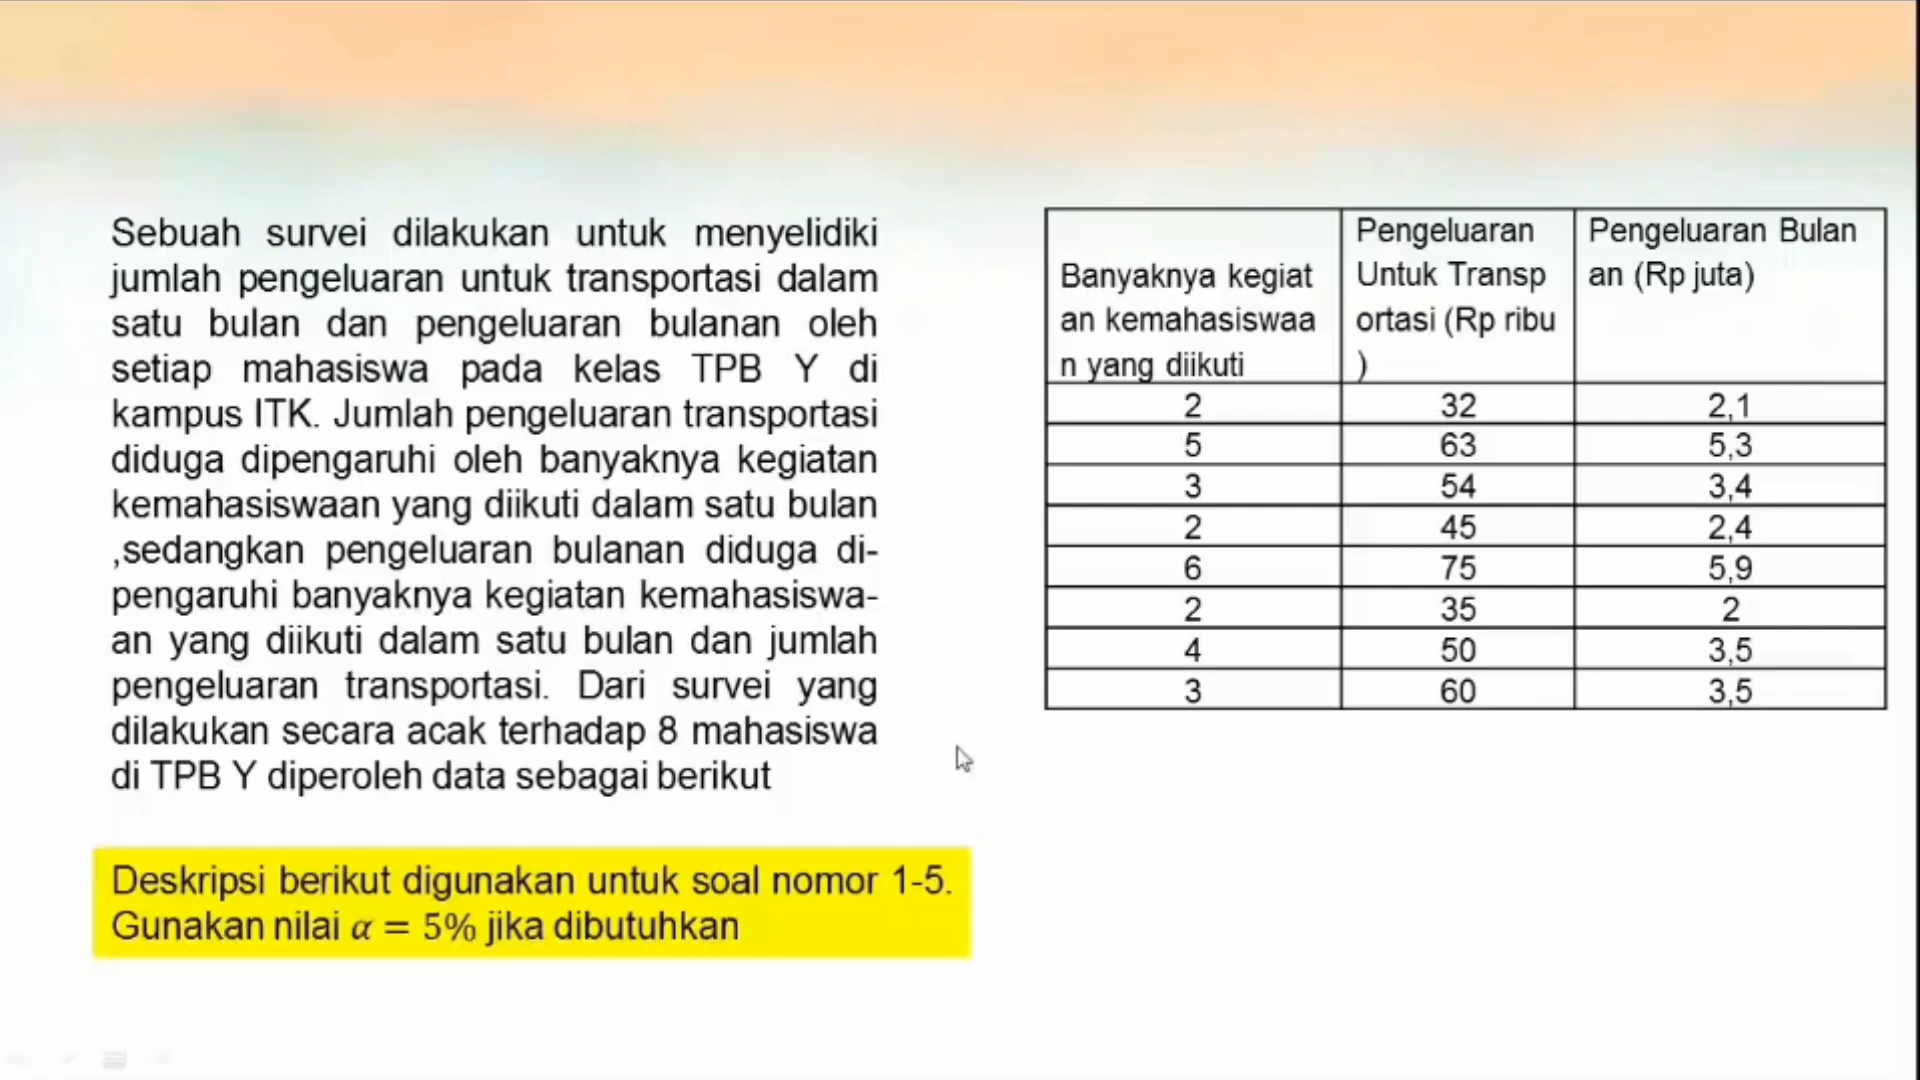 Sebuah survei dilakukan untuk menyelidiki
jumlah pengeluaran untuk transportasi dalam
satu bulan dan pengeluaran bulanan oleh
setiap mahasiswa pada kelas TPB Y di
kampus ITK. Jumlah pengeluaran transportasi
diduga dipengaruhi oleh banyaknya kegiatan
kemahasiswaan yang diikuti dalam satu bulan
,sedangkan pengeluaran bulanan diduga di-
pengaruhi banyaknya kegiatan kemahasiswa-
an yang diikuti dalam satu bulan dan jumlah
pengeluaran transportasi. Dari survei yang
dilakukan secara acak terhadap 8 mahasiswa
di TPB Y diperoleh data sebagai berikut
Deskripsi berikut digunakan untuk soal nomor 1-5.
Gunakan nilai α = 5% jika dibutuhkan
Banyaknya kegiat
an kemahasiswaa
n yang diikuti
Pengeluaran
Untuk Transp
ortasi (Rp ribu
)
Pengeluaran Bulan
an (Rp juta)
2 32 2,1
5 63 5,3
3 54 3,4
2 45 2,4
6 75 5,9
2 35 2
4 50 3,5
3 60 3,5